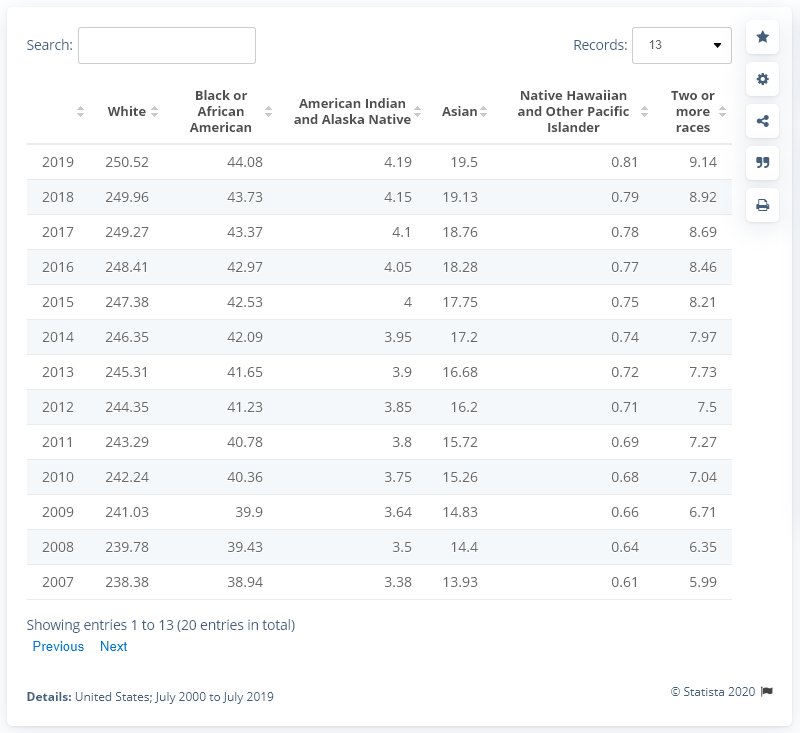 Search:
Records: 13
White
Black or African American
American Indian and Alaska Native
Asian
Native Hawaiian and Other Pacific Islander
Two or more races
2019 250.52 44.08 4.19 19.5 0.81 9.14
2018 249.96 43.73 4.15 19.13 0.79 8.92
2017 249.27 43.37 4.1 18.76 0.78 8.69
2016 248.41 42.97 4.05 18.28 0.77 8.46
2015 247.38 42.53 4 17.75 0.75 8.21
2014 246.35 42.09 3.95 17.2 0.74 7.97
2013 245.31 41.65 3.9 16.68 0.72 7.73
2012 244.35 41.23 3.85 16.2 0.71 7.5
2011 243.29 40.78 3.8 15.72 0.69 7.27
2010 242.24 40.36 3.75 15.26 0.68 7.04
2009 241.03 39.9 3.64 14.83 0.66 6.71
2008 239.78 39.43 3.5 14.4 0.64 6.35
2007 238.38 38.94 3.38 13.93 0.61 5.99
Showing entries 1 to 13 (20 entries in total)
Previous Next
Details: United States; July 2000 to July 2019
© Statista 2020